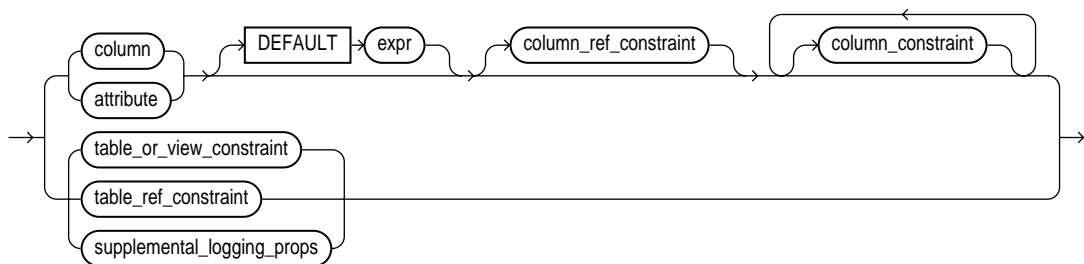 column
DEFAULT expr column_ref_constraint column_constraint
attribute
table_or_view_constraint
table_ref_constraint
supplemental_logging_props